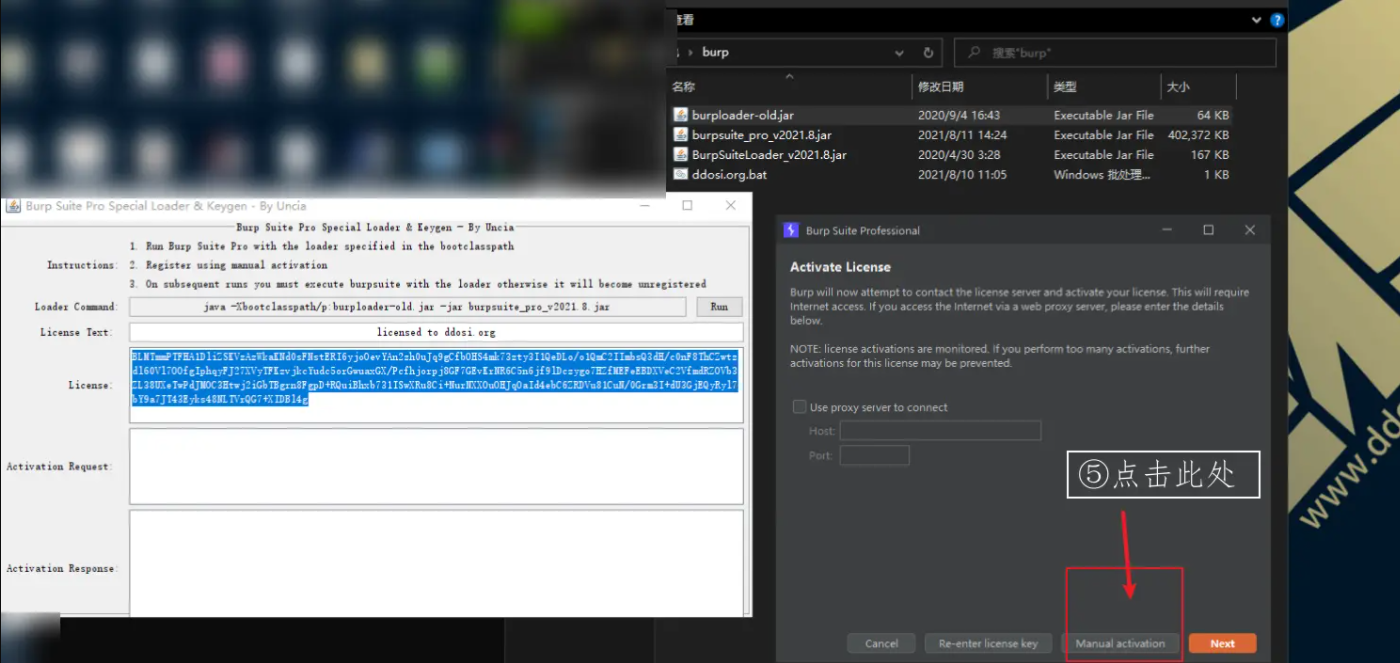 查看
burp
搜索"burp"
名称 修改日期 类型 大小
burploader-old.jar 2020/9/4 16:43 Executable Jar File 64 KB
burpsuite_pro_v2021.8.jar 2021/8/11 14:24 Executable Jar File 402,372 KB
BurpSuiteLoader_v2021.8.jar 2020/4/30 3:28 Executable Jar File 167 KB
ddosi.org.bat 2021/8/10 11:05 Windows 批处理... 1 KB
Burp Suite Pro Special Loader & Keygen - By Uncia
Burp Suite Pro Special Loader & Keygen - By Uncia
Instructions:
1. Run Burp Suite Pro with the loader specified in the bootclasspath
2. Register using manual activation
3. On subsequent runs you must execute burpsuite with the loader otherwise it will become unregistered
Loader Command: java -Xbootclasspath/p:burploader-old.jar -jar burpsuite_pro_v2021.8.jar Run
License Text: licensed to ddosi.org
License:
Activation Request:
Activation Response:
Burp Suite Professional
Activate License
Burp will now attempt to contact the license server and activate your license. This will require
Internet access. If you access the Internet via a web proxy server, please enter the details
below.
NOTE: license activations are monitored. If you perform too many activations, further
activations for this license may be prevented.
Use proxy server to connect
Host:
Port:
⑤点击此处
Cancel Re-enter license key Manual activation Next
www.dd